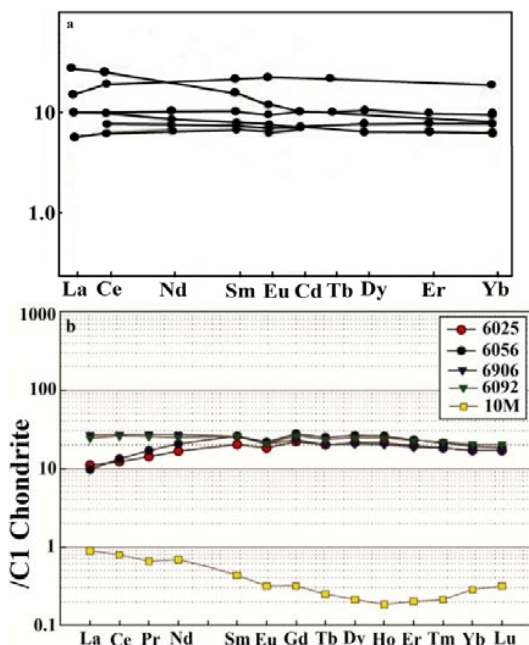 a
10
1.0
La Ce Nd Sm Eu Cd Tb Dy Er Yb
b
1000
100
10
1
0.1
/C1 Chondrite
6025
6056
6906
6092
10M
La Ce Pr Nd Sm Eu Gd Tb Dy Ho Er Tm Yb Lu